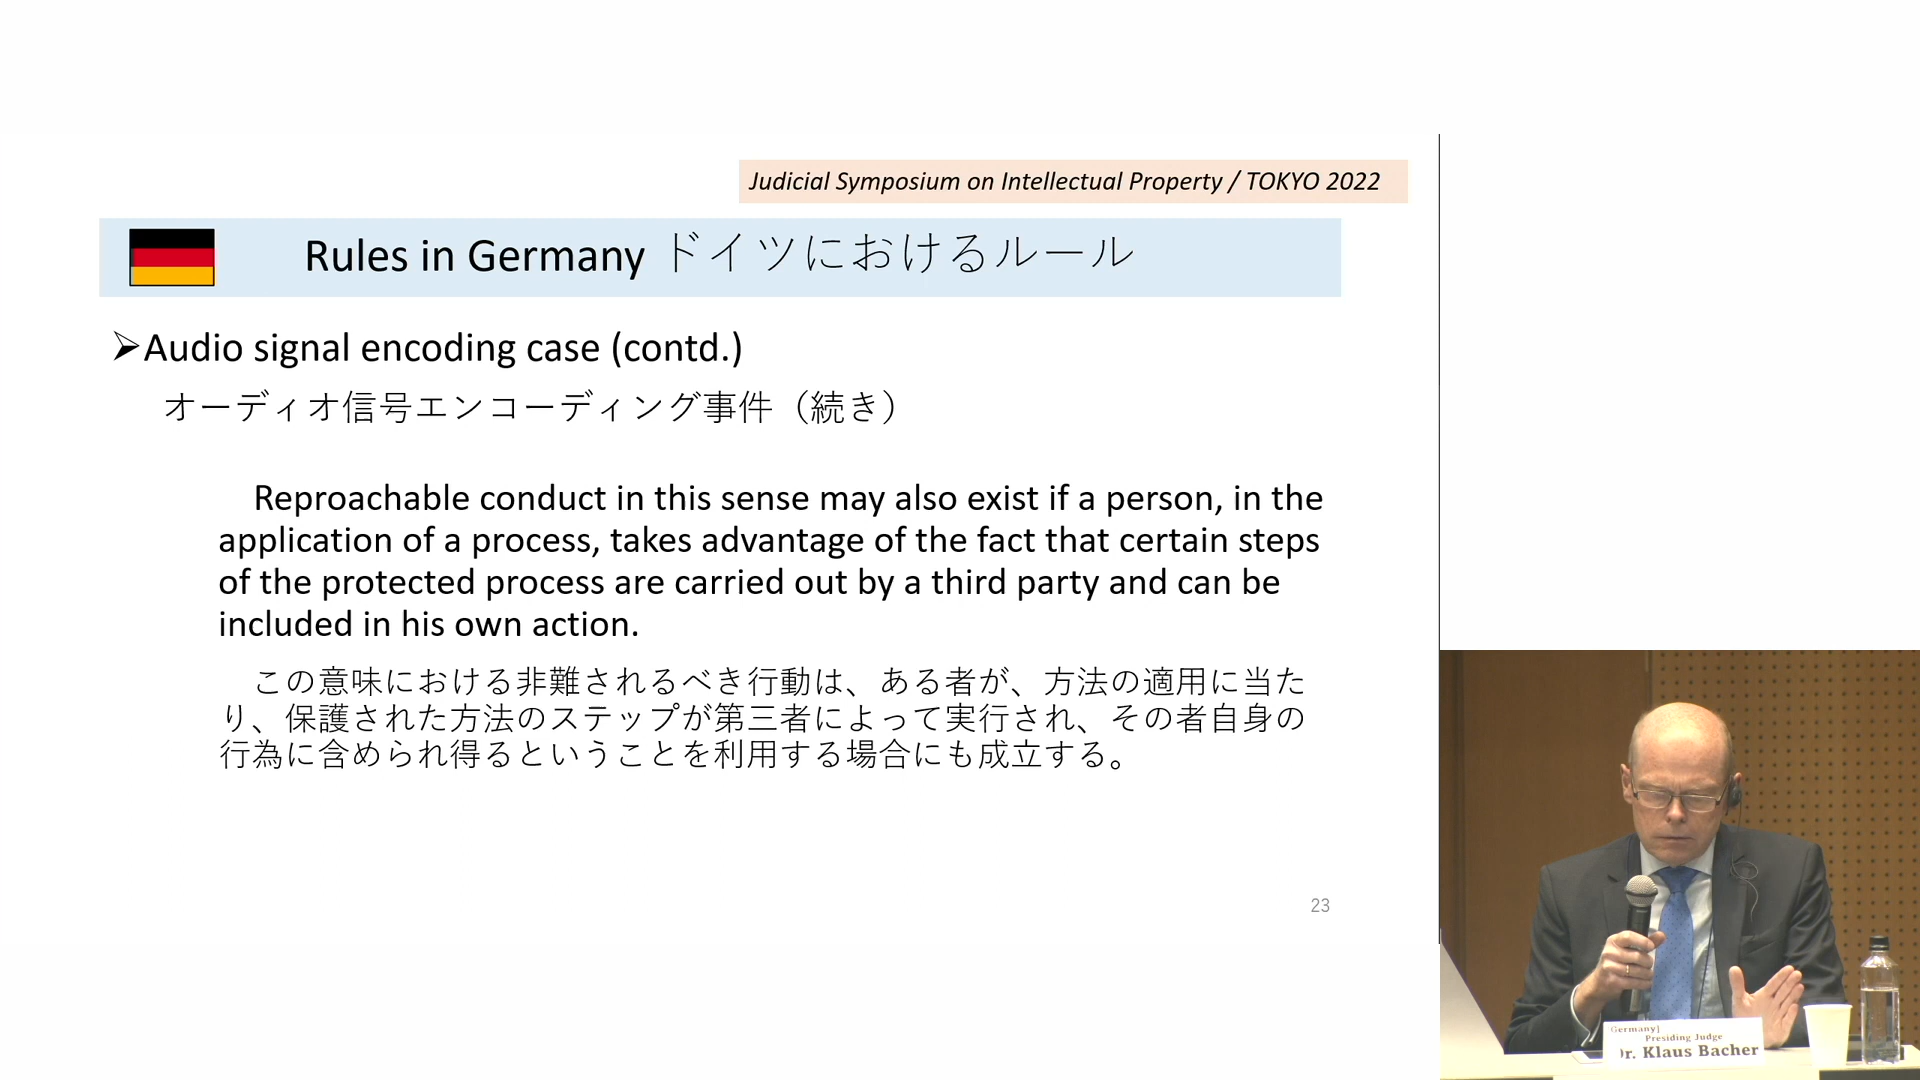 Judicial Symposium on Intellectual Property / TOKYO 2022
Rules in Germany ドイツにおけるルール
➢Audio signal encoding case (contd.)
オーディオ信号エンコーディング事件（続き）
Reproachable conduct in this sense may also exist if a person, in the
application of a process, takes advantage of the fact that certain steps
of the protected process are carried out by a third party and can be
included in his own action.
この意味における非難されるべき行動は、ある者が、方法の適用に当た
り、保護された方法のステップが第三者によって実行され、その者自身の
行為に含められ得るということを利用する場合にも成立する。
23
Germany]
Presiding Judge
Dr. Klaus Bacher